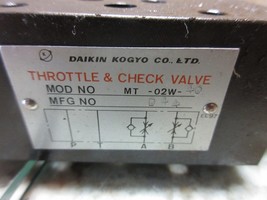 DAIKIN KOGYO CO., LTD.
THROTTLE & CHECK VALVE
MOD NO MT -02W-
MFG NO
P T A B